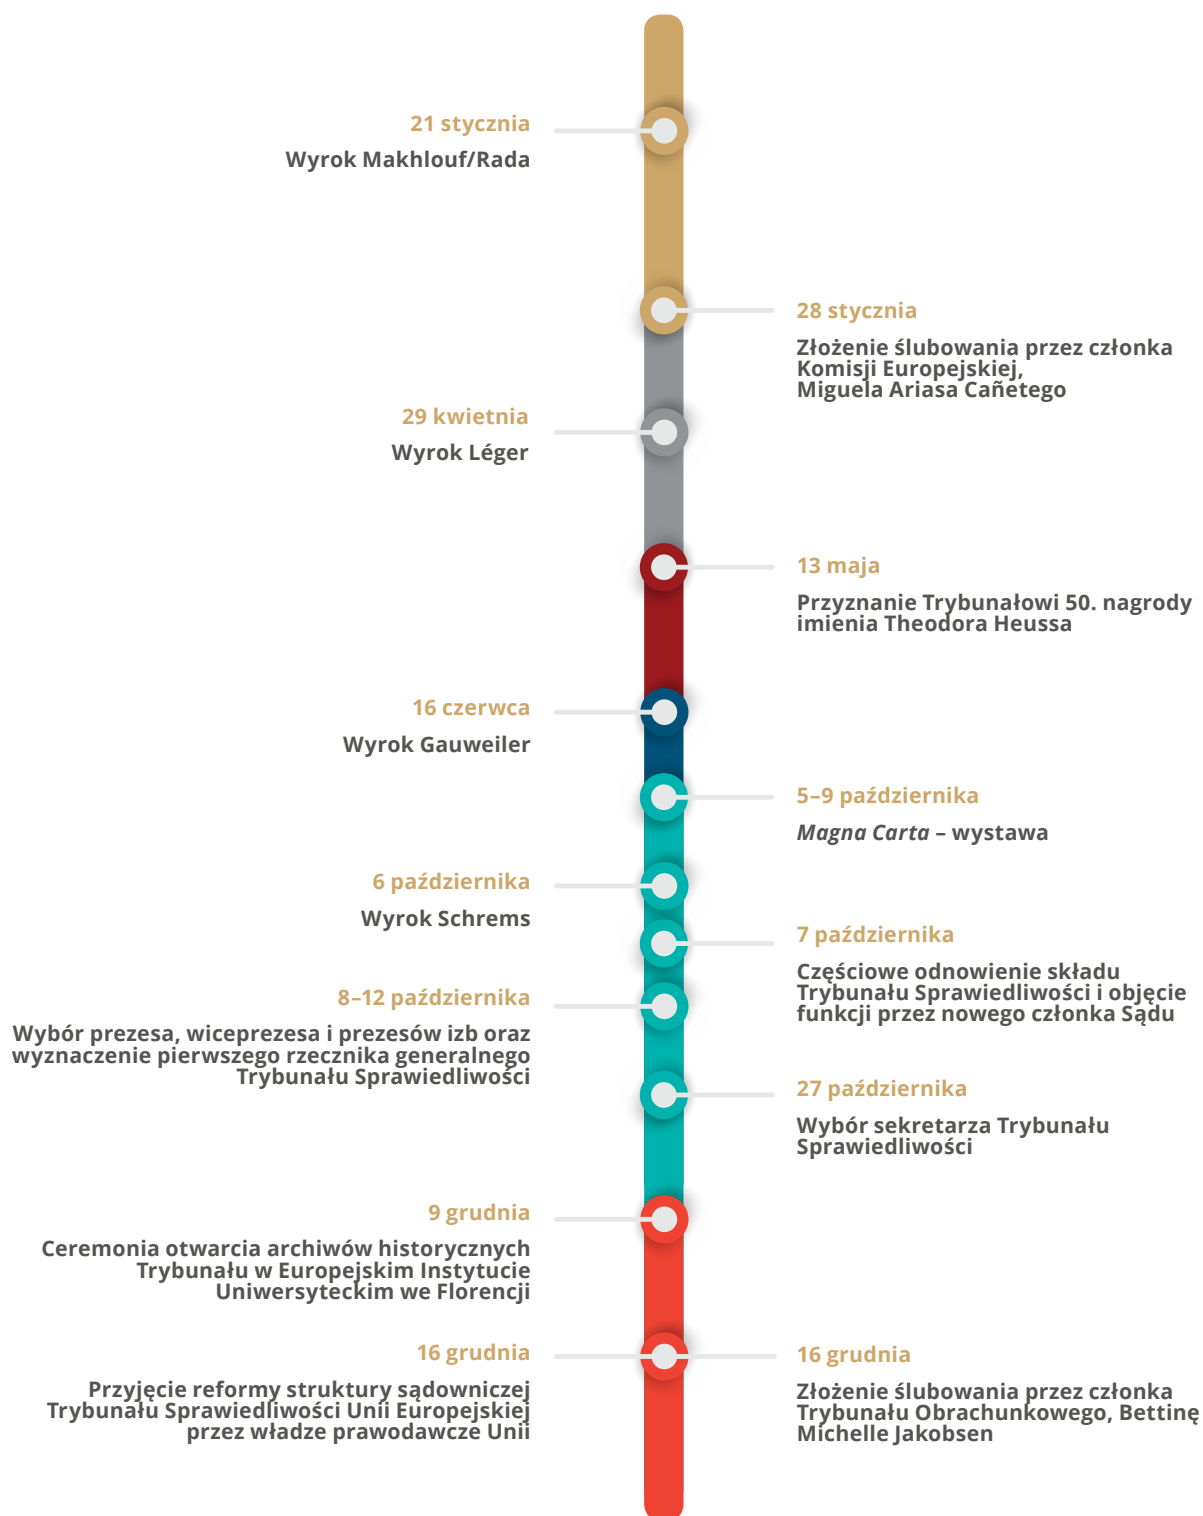 21 stycznia
Wyrok Makhlouf/Rada
28 stycznia
Złożenie ślubowania przez członka
Komisji Europejskiej,
Miguela Ariasa Cañetego
29 kwietnia
Wyrok Léger
13 maja
Przyznanie Trybunałowi 50. nagrody
imienia Theodora Heussa
16 czerwca
Wyrok Gauweiler
5–9 października
Magna Carta – wystawa
6 października
Wyrok Schrems
7 października
Częściowe odnowienie składu
Trybunału Sprawiedliwości i objęcie
funkcji przez nowego członka Sądu
8–12 października
Wybór prezesa, wiceprezesa i prezesów izb oraz
wyznaczenie pierwszego rzecznika generalnego
Trybunału Sprawiedliwości
27 października
Wybór sekretarza Trybunału
Sprawiedliwości
9 grudnia
Ceremonia otwarcia archiwów historycznych
Trybunału w Europejskim Instytucie
Uniwersyteckim we Florencji
16 grudnia
Przyjęcie reformy struktury sądowniczej
Trybunału Sprawiedliwości Unii Europejskiej
przez władze prawodawcze Unii
16 grudnia
Złożenie ślubowania przez członka
Trybunału Obrachunkowego, Bettinę
Michelle Jakobsen